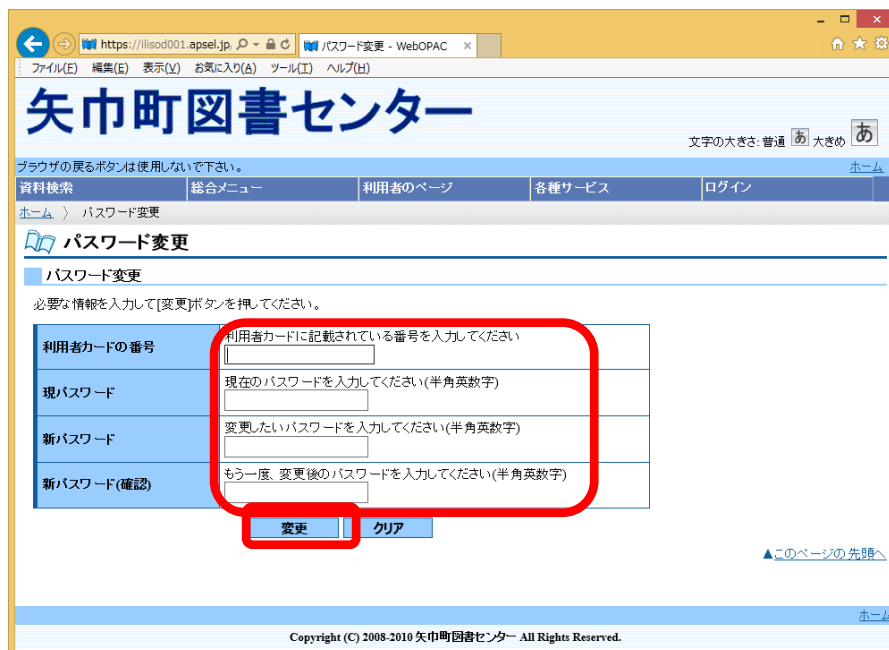 https://ilisod001.apsel.jp, パスワード変更 - WebOPAC ×
ファイル(F) 編集(E) 表示(V) お気に入り(A) ツール(T) ヘルプ(H)
矢巾町図書センター
文字の大きさ: 普通 あ 大きめ あ
ブラウザの戻るボタンは使用しないで下さい。 ホーム
資料検索 総合メニュー 利用者のページ 各種サービス ログイン
ホーム 〉 パスワード変更
パスワード変更
パスワード変更
必要な情報を入力して[変更]ボタンを押してください。
利用者カードの番号 利用者カードに記載されている番号を入力してください
現パスワード 現在のパスワードを入力してください(半角英数字)
新パスワード 変更したいパスワードを入力してください(半角英数字)
新パスワード(確認) もう一度、変更後のパスワードを入力してください(半角英数字)
変更 クリア
▲このページの先頭へ
ホーム
Copyright (C) 2008-2010 矢巾町図書センター All Rights Reserved.